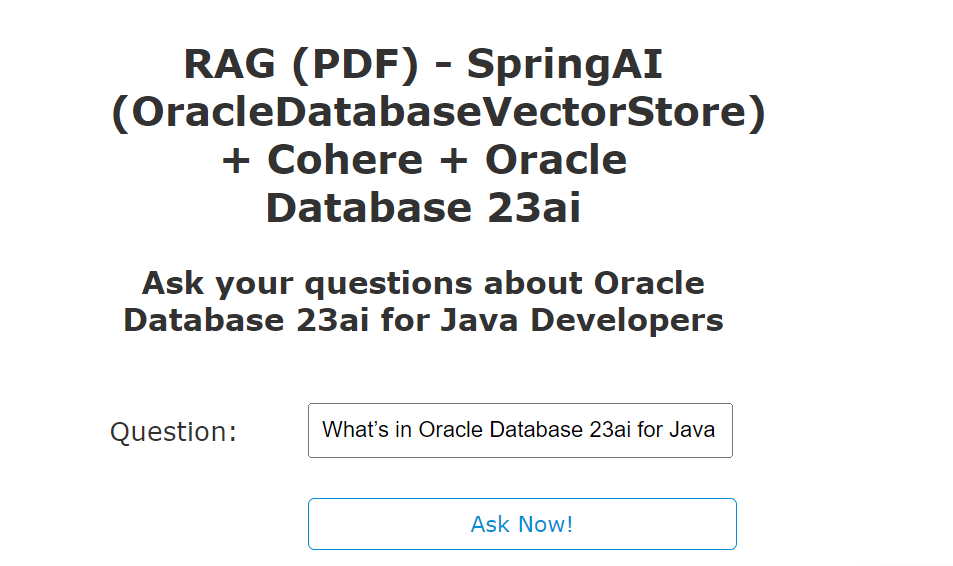 RAG (PDF) - SpringAI
(OracleDatabaseVectorStore)
+ Cohere + Oracle
Database 23ai
Ask your questions about Oracle
Database 23ai for Java Developers
Question:
What’s in Oracle Database 23ai for Java
Ask Now!